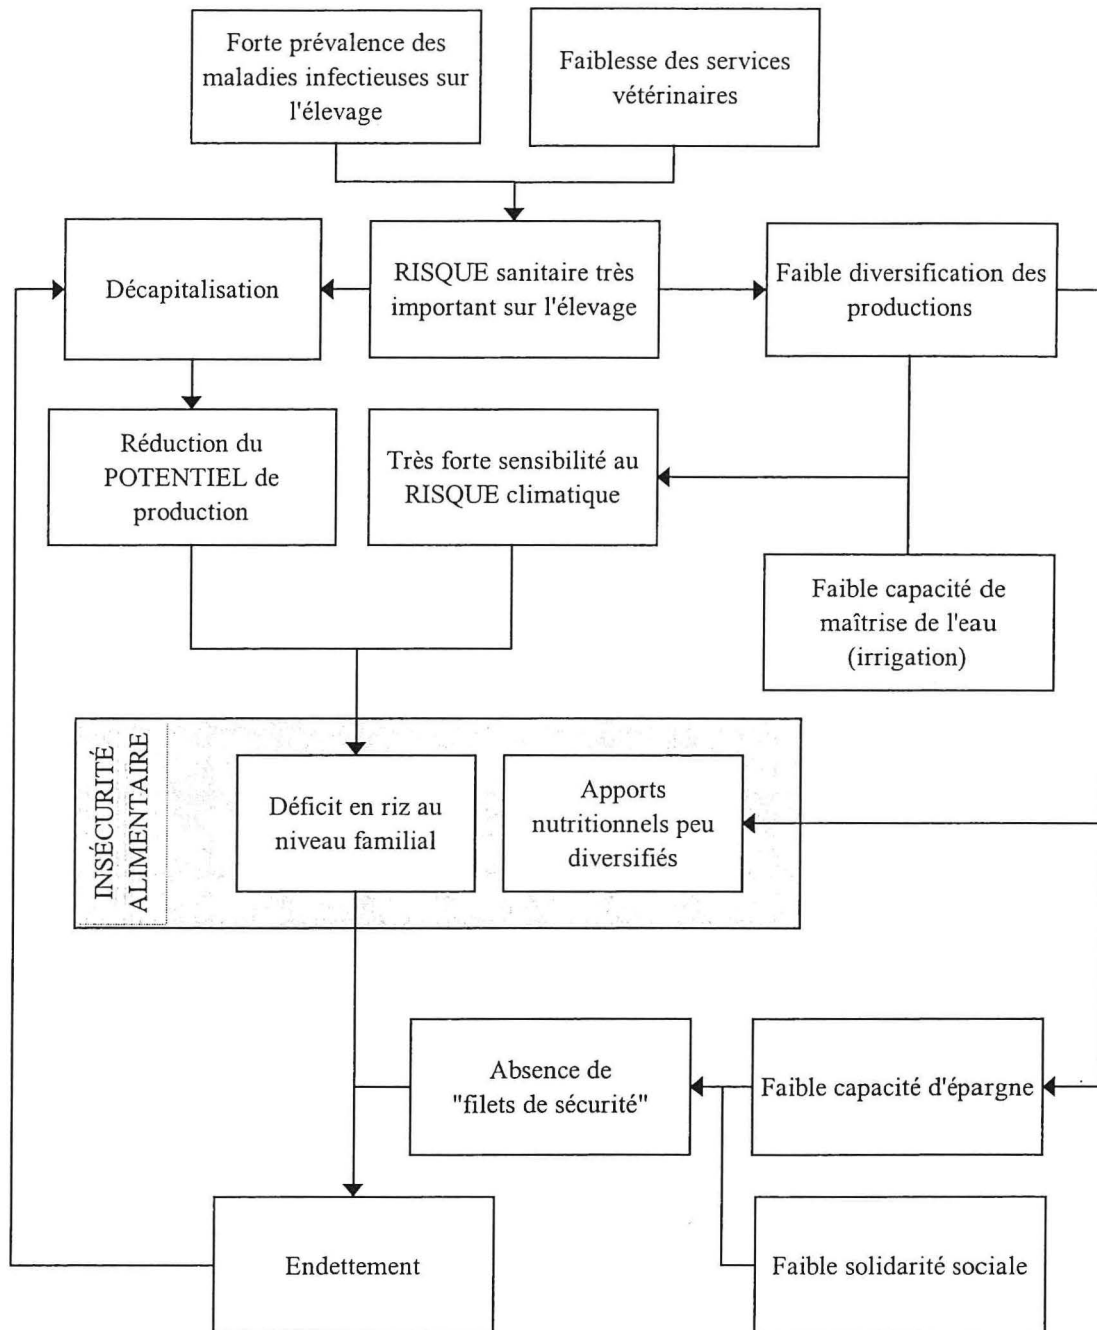 Forte prévalence des
maladies infectieuses sur
l'élevage
Faiblesse des services
vétérinaires
Décapitalisation
RISQUE sanitaire très
important sur l'élevage
Faible diversification des
productions
Réduction du
POTENTIEL de
production
Très forte sensibilité au
RISQUE climatique
Faible capacité de
maîtrise de l'eau
(irrigation)
INSÉCURITÉ
ALIMENTAIRE
Déficit en riz au
niveau familial
Apports
nutritionnels peu
diversifiés
Absence de
"filets de sécurité"
Faible capacité d'épargne
Endettement
Faible solidarité sociale